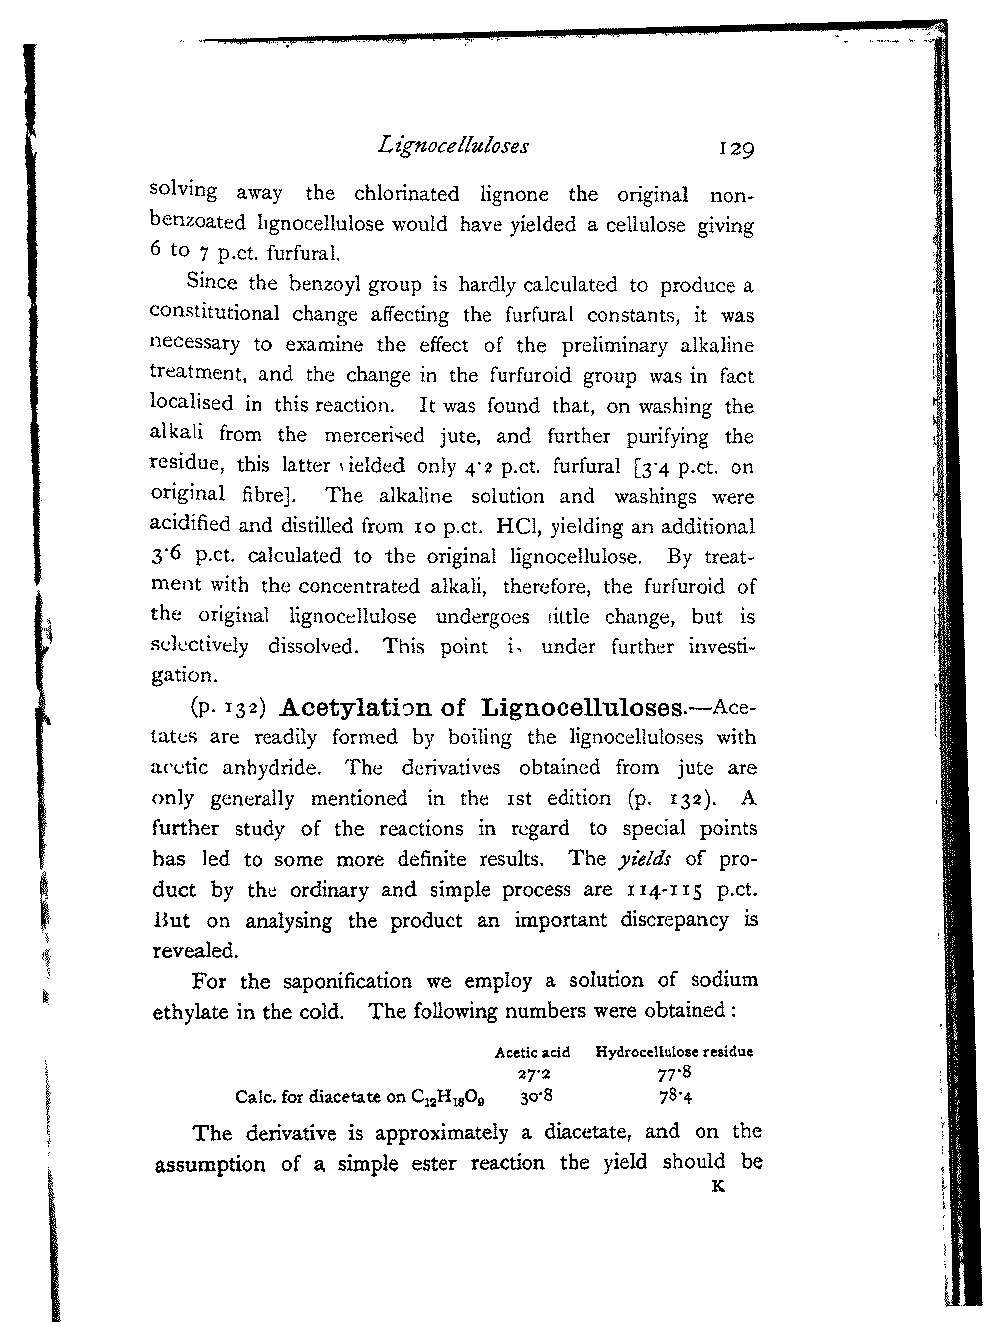 Lignocelluloses 129
solving away the chlorinated lignone the original non-
benzoated lignocellulose would have yielded a cellulose giving
6 to 7 p.ct. furfural.
Since the benzoyl group is hardly calculated to produce a
constitutional change affecting the furfural constants, it was
necessary to examine the effect of the preliminary alkaline
treatment, and the change in the furfuroid group was in fact
localised in this reaction. It was found that, on washing the
alkali from the mercerised jute, and further purifying the
residue, this latter yielded only 4·2 p.ct. furfural [3·4 p.ct. on
original fibre]. The alkaline solution and washings were
acidified and distilled from 10 p.ct. HCl, yielding an additional
3·6 p.ct. calculated to the original lignocellulose. By treat-
ment with the concentrated alkali, therefore, the furfuroid of
the original lignocellulose undergoes little change, but is
selectively dissolved. This point is under further investi-
gation.
(p. 132) Acetylation of Lignocelluloses.—Ace-
tates are readily formed by boiling the lignocelluloses with
acetic anhydride. The derivatives obtained from jute are
only generally mentioned in the 1st edition (p. 132). A
further study of the reactions in regard to special points
has led to some more definite results. The yields of pro-
duct by the ordinary and simple process are 114-115 p.ct.
But on analysing the product an important discrepancy is
revealed.
For the saponification we employ a solution of sodium
ethylate in the cold. The following numbers were obtained:
Acetic acid Hydrocellulose residue
27·2 77·8
Calc. for diacetate on C₁₂H₁₈O₉ 30·8 78·4
The derivative is approximately a diacetate, and on the
assumption of a simple ester reaction the yield should be
K